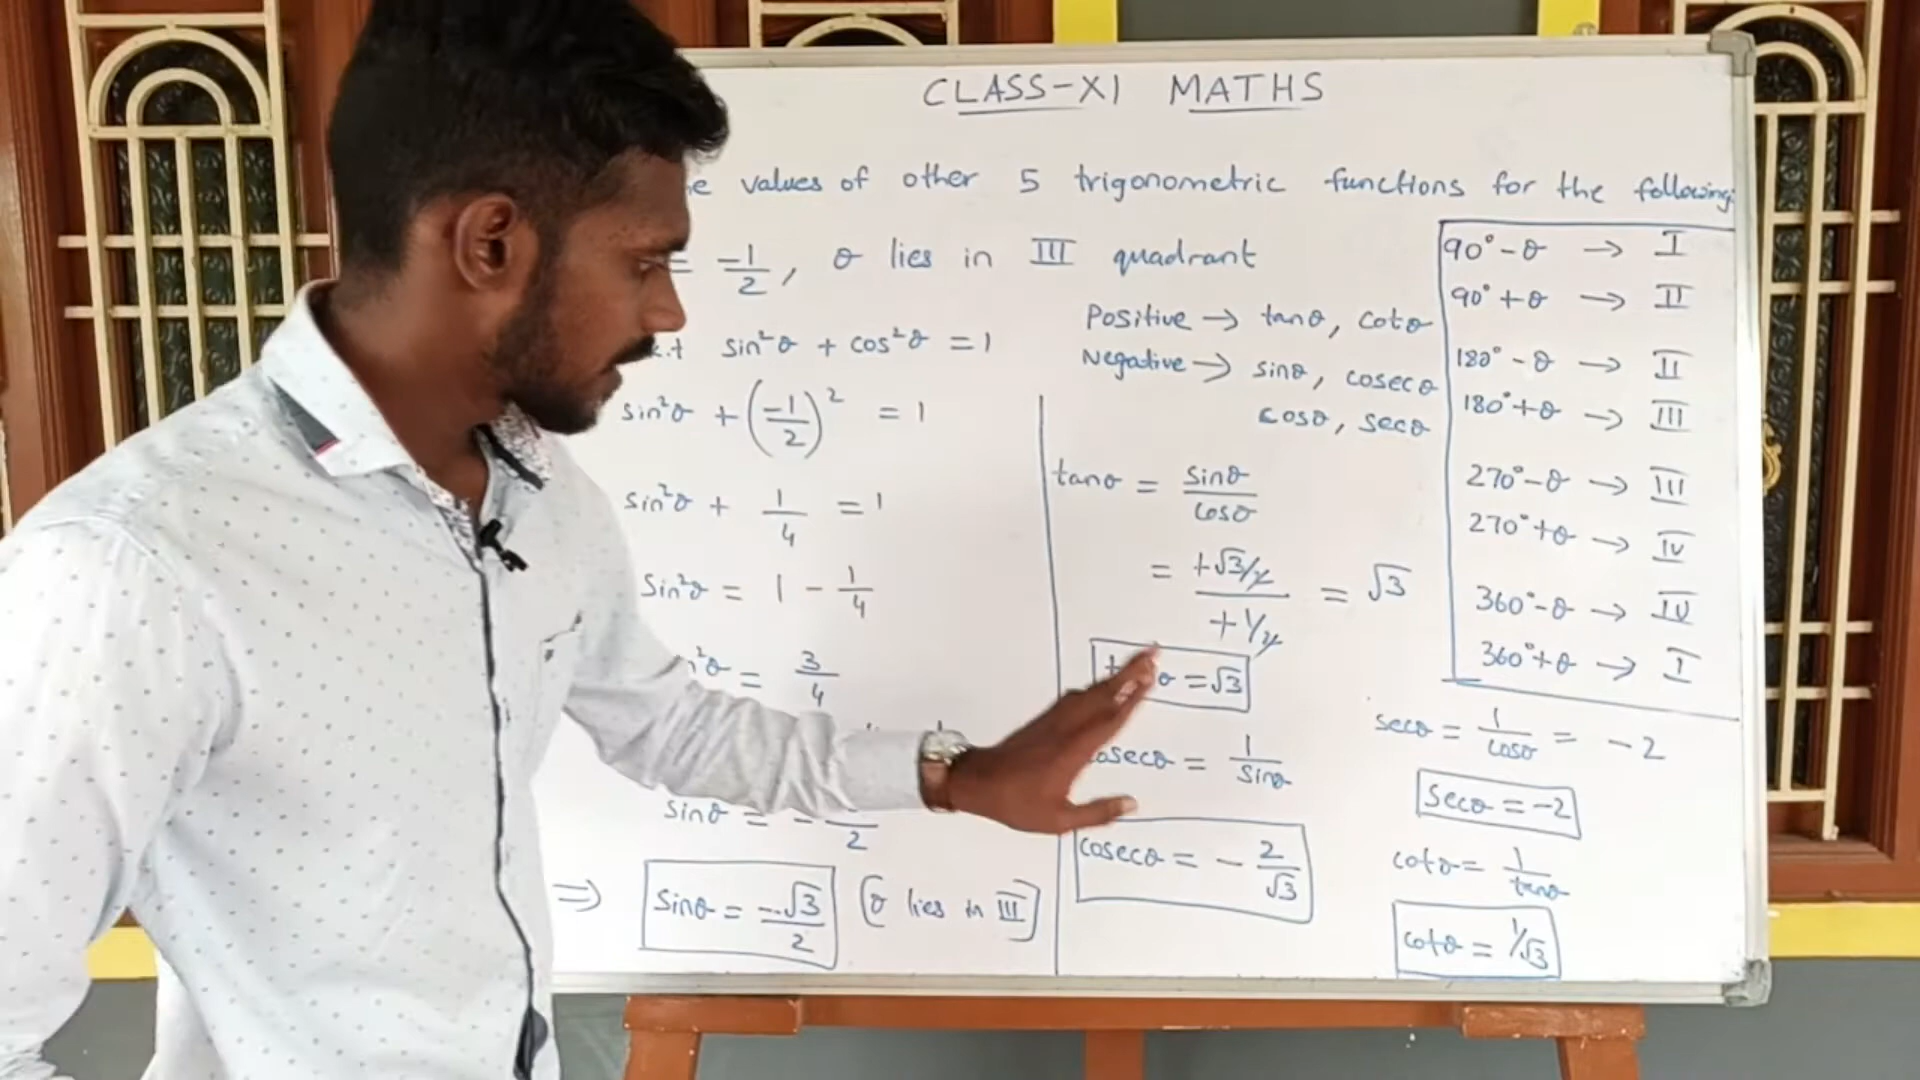 CLASS-XI MATHS
values of other 5 trigonometric functions for the following:
= -1/2, θ lies in III quadrant
sin²θ + cos²θ = 1
sin²θ + (-1/2)² = 1
sin²θ + 1/4 = 1
sin²θ = 1 - 1/4
θ = 3/4
sinθ = - 2
⇒ sinθ = -√3/2 (θ lies in III)
Positive → tanθ, cotθ
Negative → sinθ, cosecθ
cosθ, secθ
tanθ = sinθ/cosθ
= +√3/2 / +1/2 = √3
θ = √3
cosecθ = 1/sinθ
cosecθ = - 2/√3
90° - θ → I
90° + θ → II
180° - θ → II
180° + θ → III
270° - θ → III
270° + θ → IV
360° - θ → IV
360° + θ → I
secθ = 1/cosθ = -2
secθ = -2
cotθ = 1/tanθ
cotθ = 1/√3